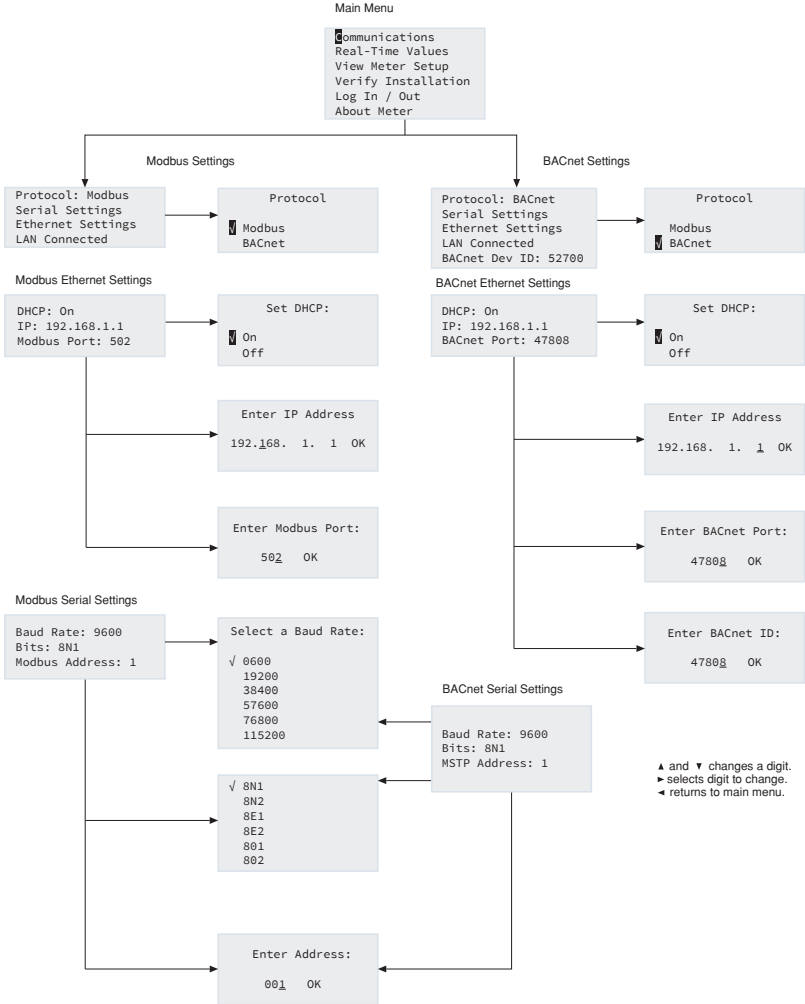 Main Menu
Communications
Real-Time Values
View Meter Setup
Verify Installation
Log In / Out
About Meter
Modbus Settings
Protocol: Modbus
Serial Settings
Ethernet Settings
LAN Connected
Protocol
√ Modbus
BACnet
BACnet Settings
Protocol: BACnet
Serial Settings
Ethernet Settings
LAN Connected
BACnet Dev ID: 52700
Protocol
Modbus
√ BACnet
Modbus Ethernet Settings
DHCP: On
IP: 192.168.1.1
Modbus Port: 502
Set DHCP:
√ On
Off
Enter IP Address
192.168. 1. 1 OK
Enter Modbus Port:
502 OK
BACnet Ethernet Settings
DHCP: On
IP: 192.168.1.1
BACnet Port: 47808
Set DHCP:
√ On
Off
Enter IP Address
192.168. 1. 1 OK
Enter BACnet Port:
47808 OK
Enter BACnet ID:
47808 OK
Modbus Serial Settings
Baud Rate: 9600
Bits: 8N1
Modbus Address: 1
Select a Baud Rate:
√ 0600
19200
38400
57600
76800
115200
BACnet Serial Settings
Baud Rate: 9600
Bits: 8N1
MSTP Address: 1
√ 8N1
8N2
8E1
8E2
801
802
Enter Address:
001 OK
▲ and ▼ changes a digit.
► selects digit to change.
◄ returns to main menu.